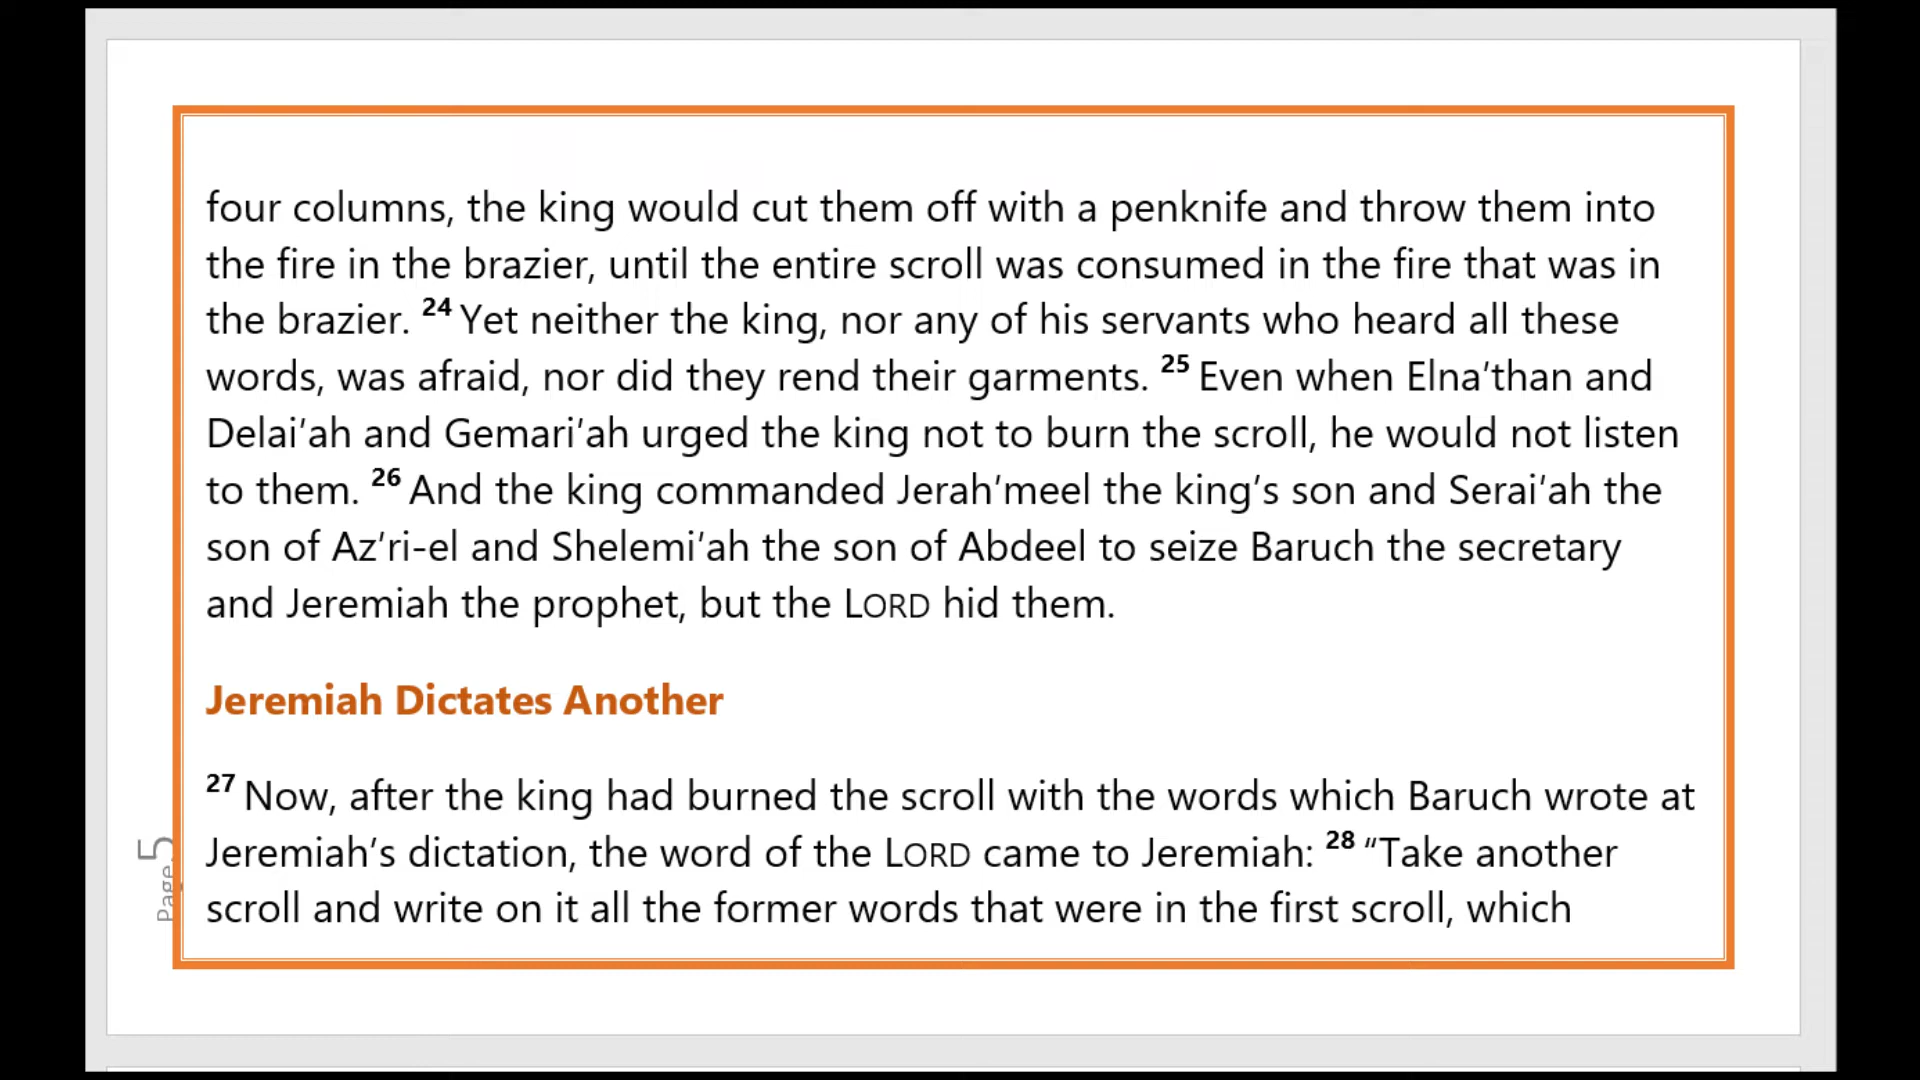 four columns, the king would cut them off with a penknife and throw them into
the fire in the brazier, until the entire scroll was consumed in the fire that was in
the brazier. 24 Yet neither the king, nor any of his servants who heard all these
words, was afraid, nor did they rend their garments. 25 Even when Elna′than and
Delai′ah and Gemari′ah urged the king not to burn the scroll, he would not listen
to them. 26 And the king commanded Jerah′meel the king’s son and Serai′ah the
son of Az′ri-el and Shelemi′ah the son of Abdeel to seize Baruch the secretary
and Jeremiah the prophet, but the LORD hid them.
Jeremiah Dictates Another
27 Now, after the king had burned the scroll with the words which Baruch wrote at
Jeremiah’s dictation, the word of the LORD came to Jeremiah: 28 “Take another
scroll and write on it all the former words that were in the first scroll, which
Page 5